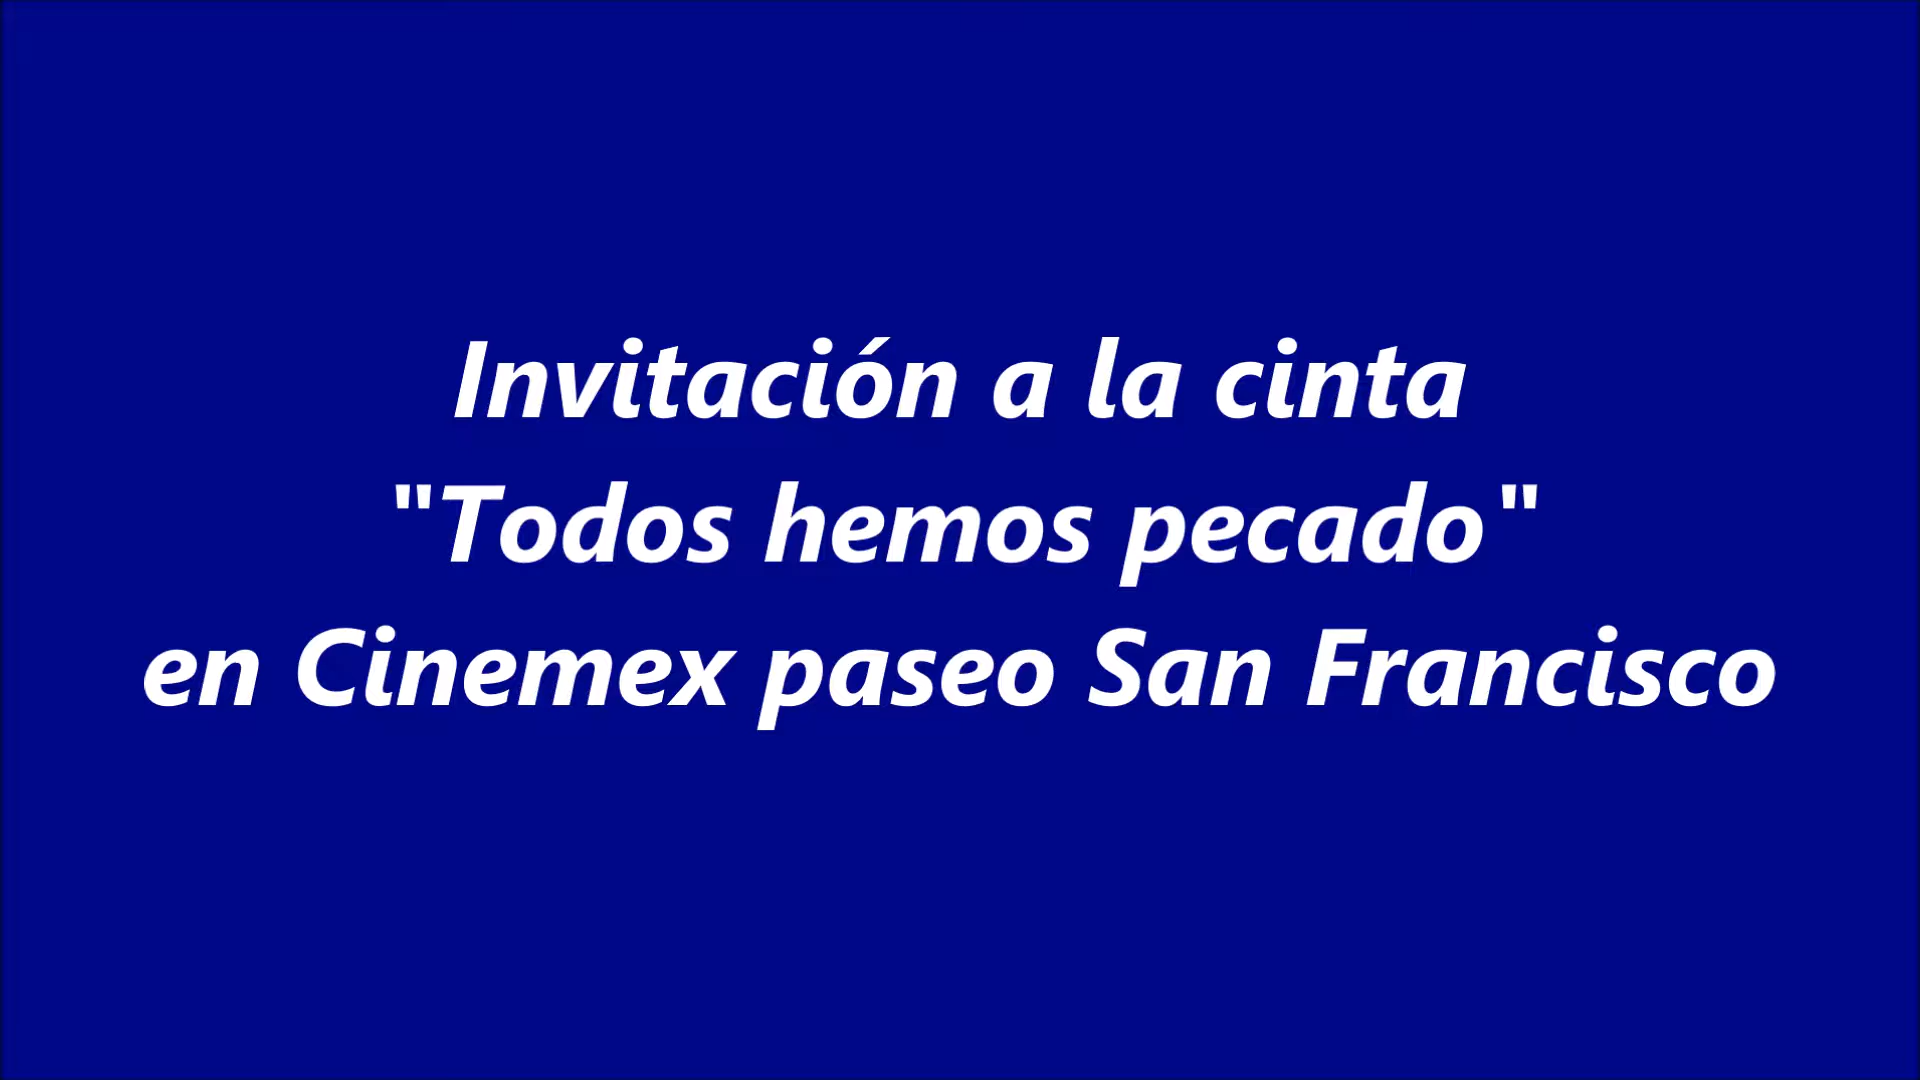 Invitación a la cinta
"Todos hemos pecado"
en Cinemex paseo San Francisco